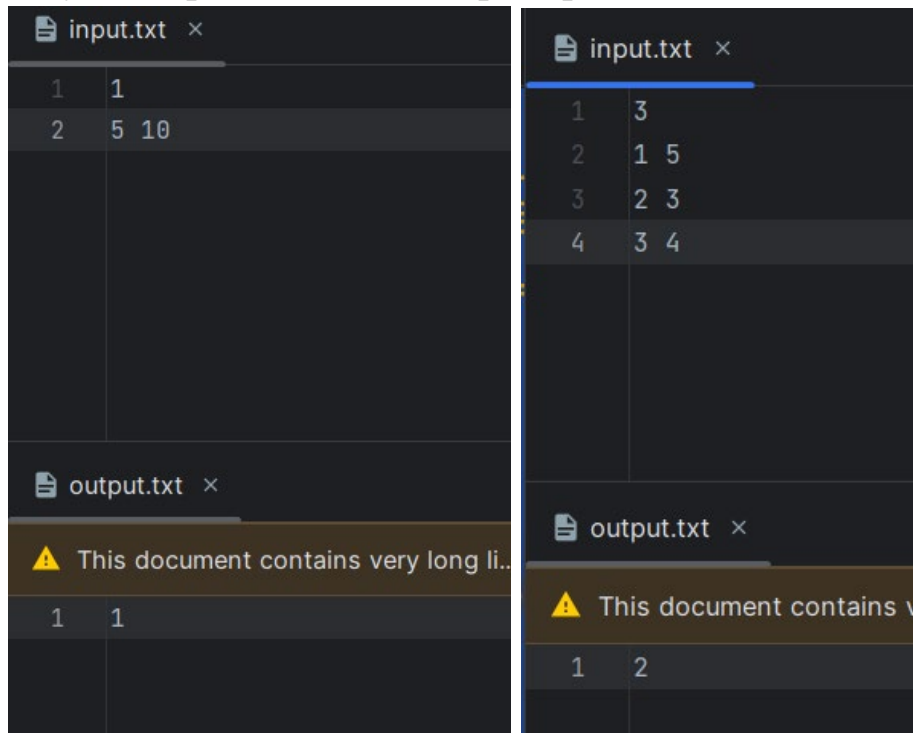 input.txt ×
1 1
2 5 10
output.txt ×
This document contains very long li..
1 1
input.txt ×
1 3
2 1 5
3 2 3
4 3 4
output.txt ×
This document contains
1 2